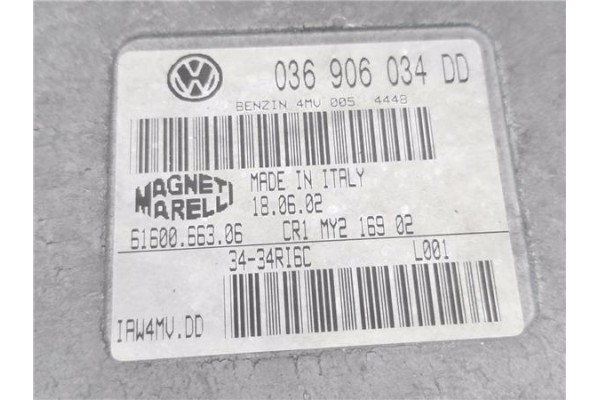 VW
036 906 034 DD
BENZIN 4MV 005 4448
MAGNETI
MARELLI
MADE IN ITALY
18.06.02
61600.663.06 CR1 MY2 169 02
34-34RI6C L001
IAW4MV.DD